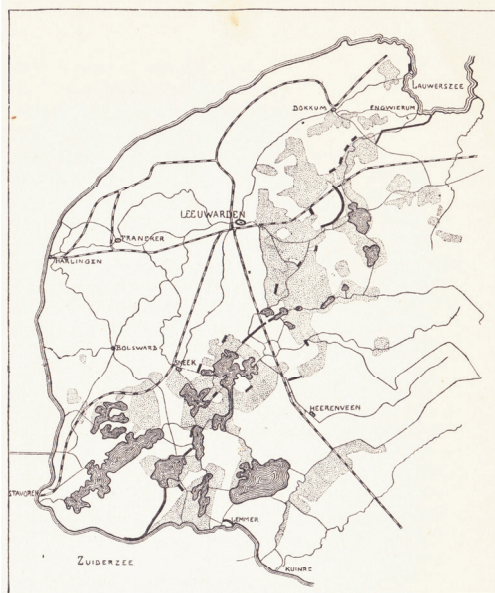 LAUWERSZEE
DOKKUM
ENGWIERUM
LEEUWARDEN
FRANEKER
HARLINGEN
BOLSWARD
SNEEK
HEERENVEEN
STAVOREN
LEMMER
ZUIDERZEE
KUINRE